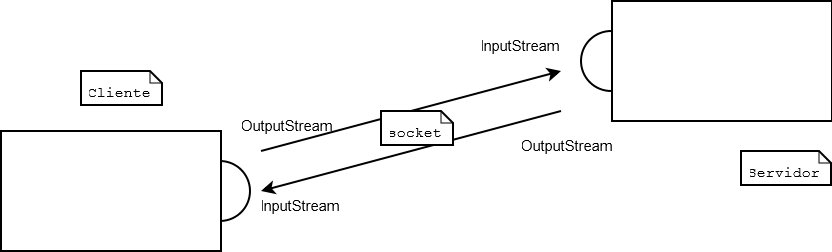 InputStream
Cliente
OutputStream
socket
OutputStream
Servidor
InputStream